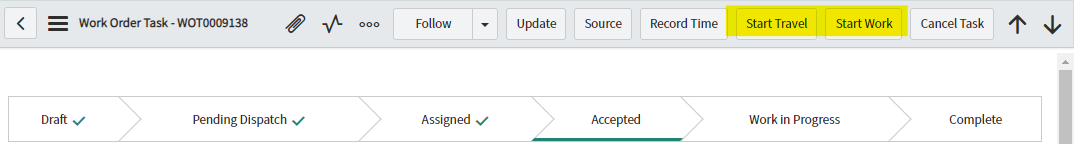 Work Order Task - WOT0009138 Follow Update Source Record Time Start Travel Start Work Cancel Task
Draft Pending Dispatch Assigned Accepted Work in Progress Complete